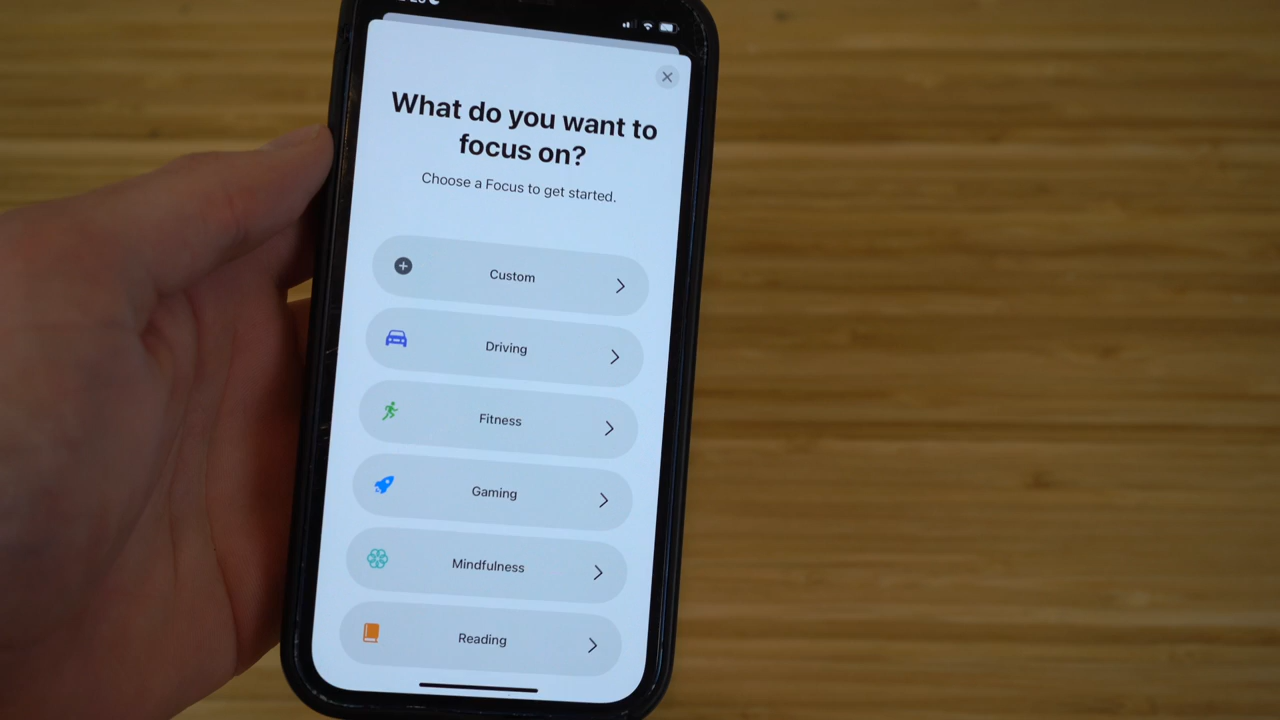 What do you want to
focus on?
Choose a Focus to get started.
Custom
Driving
Fitness
Gaming
Mindfulness
Reading